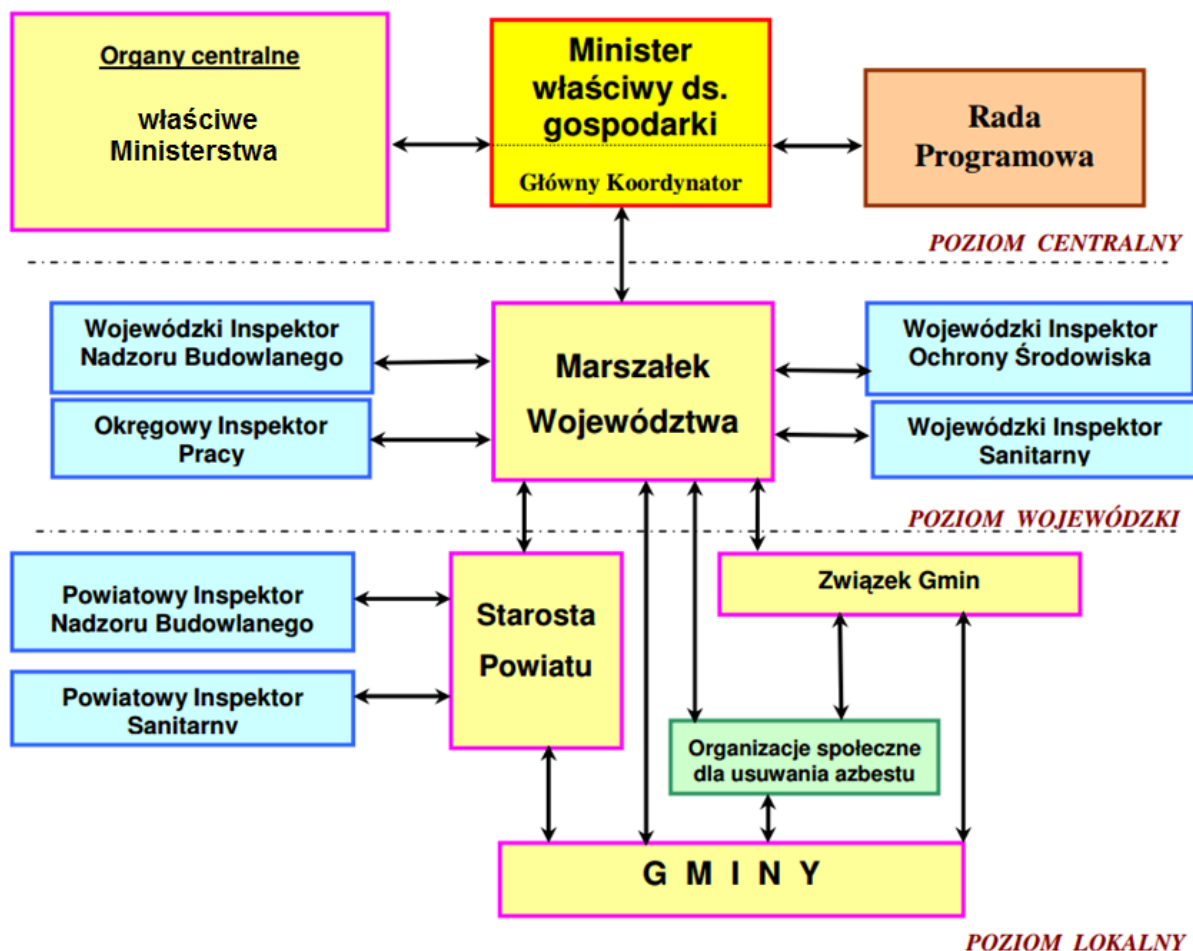 Organy centralne
właściwe
Ministerstwa
Minister
właściwy ds.
gospodarki
Główny Koordynator
Rada
Programowa
POZIOM CENTRALNY
Wojewódzki Inspektor
Nadzoru Budowlanego
Okręgowy Inspektor
Pracy
Marszałek
Województwa
Wojewódzki Inspektor
Ochrony Środowiska
Wojewódzki Inspektor
Sanitarny
POZIOM WOJEWÓDZKI
Powiatowy Inspektor
Nadzoru Budowlanego
Powiatowy Inspektor
Sanitarny
Starosta
Powiatu
Związek Gmin
Organizacje społeczne
dla usuwania azbestu
G M I N Y
POZIOM LOKALNY